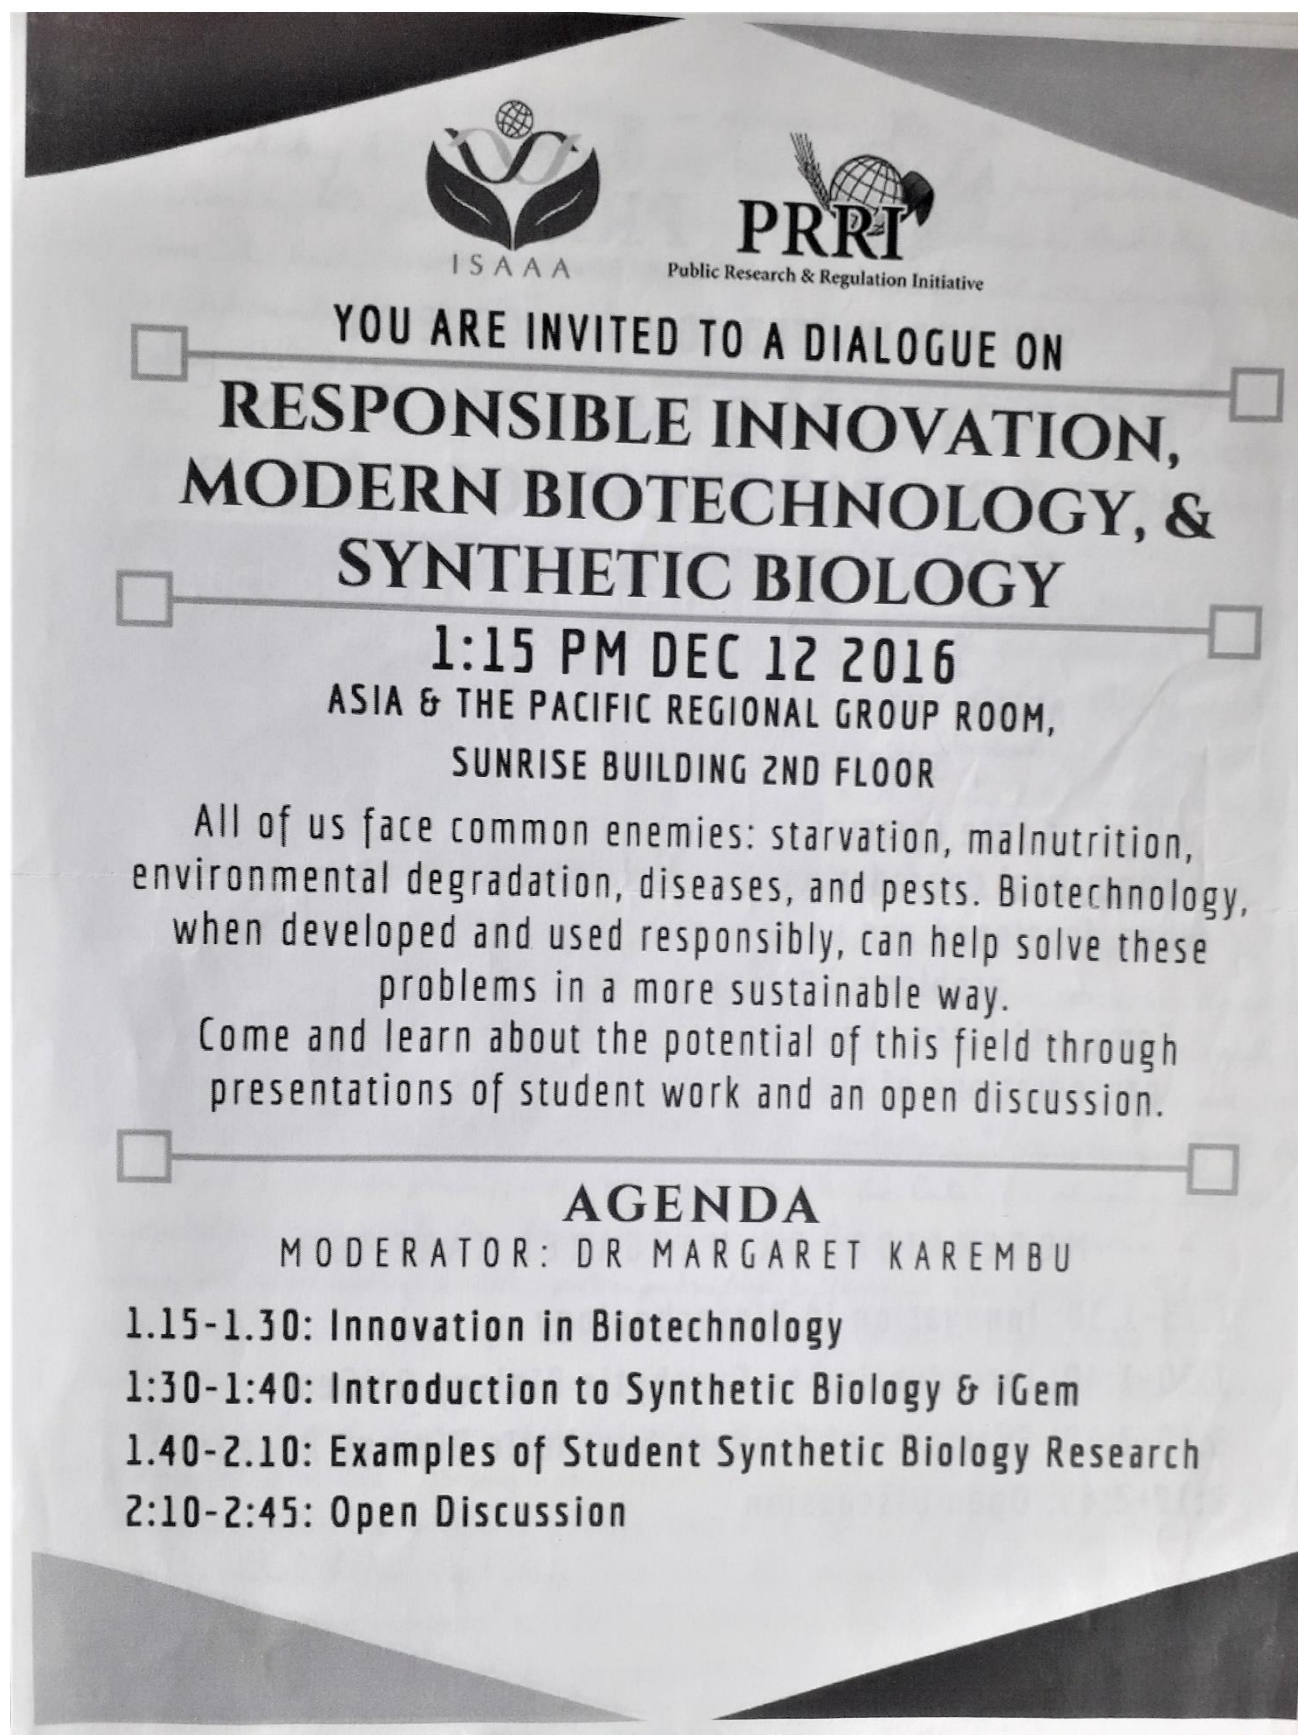 ISAAA
PRRI
Public Research & Regulation Initiative
YOU ARE INVITED TO A DIALOGUE ON
RESPONSIBLE INNOVATION,
MODERN BIOTECHNOLOGY, &
SYNTHETIC BIOLOGY
1:15 PM DEC 12 2016
ASIA & THE PACIFIC REGIONAL GROUP ROOM,
SUNRISE BUILDING 2ND FLOOR
All of us face common enemies: starvation, malnutrition,
environmental degradation, diseases, and pests. Biotechnology,
when developed and used responsibly, can help solve these
problems in a more sustainable way.
Come and learn about the potential of this field through
presentations of student work and an open discussion.
AGENDA
MODERATOR: DR MARGARET KAREMBU
1.15-1.30: Innovation in Biotechnology
1:30-1:40: Introduction to Synthetic Biology & iGem
1.40-2.10: Examples of Student Synthetic Biology Research
2:10-2:45: Open Discussion